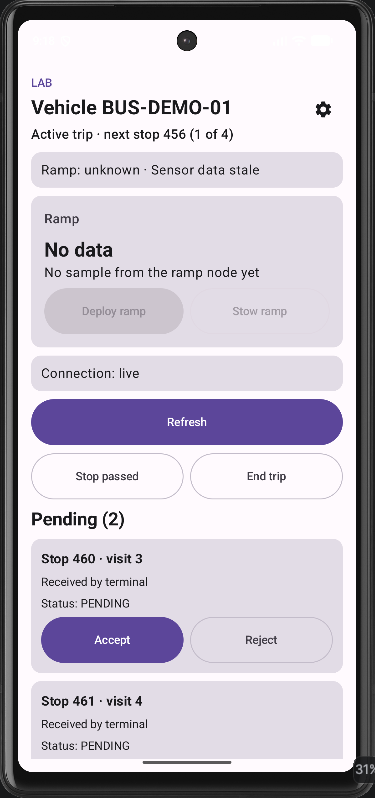 LAB
Vehicle BUS-DEMO-01
Active trip · next stop 456 (1 of 4)
Ramp: unknown · Sensor data stale
Ramp
No data
No sample from the ramp node yet
Deploy ramp
Stow ramp
Connection: live
Refresh
Stop passed
End trip
Pending (2)
Stop 460 · visit 3
Received by terminal
Status: PENDING
Accept
Reject
Stop 461 · visit 4
Received by terminal
Status: PENDING
31%